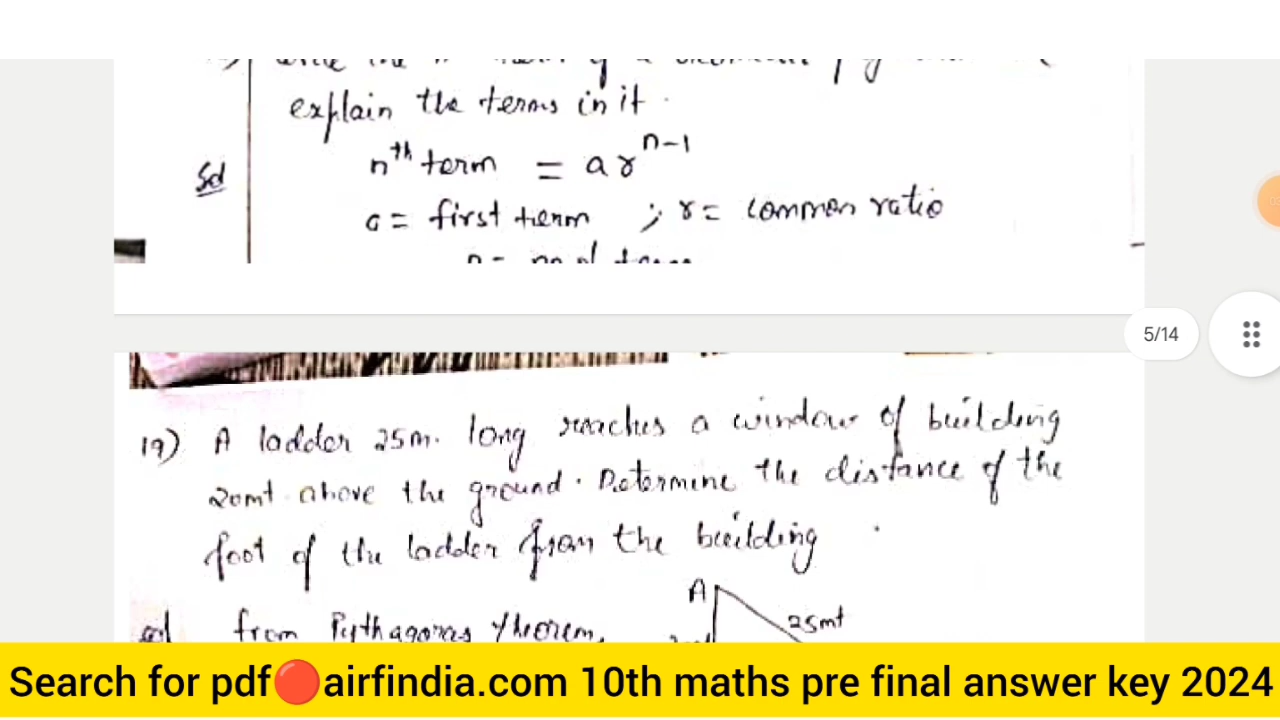 explain the terms in it.
Sol nth term = ar^n-1
a = first term ; r = common ratio
5/14
19) A ladder 25m. long reaches a window of building
20mt above the ground. Determine the distance of the
foot of the ladder from the building.
A
sol from Pythagoras theorem,
25mt
Search for pdf🔴airfindia.com 10th maths pre final answer key 2024